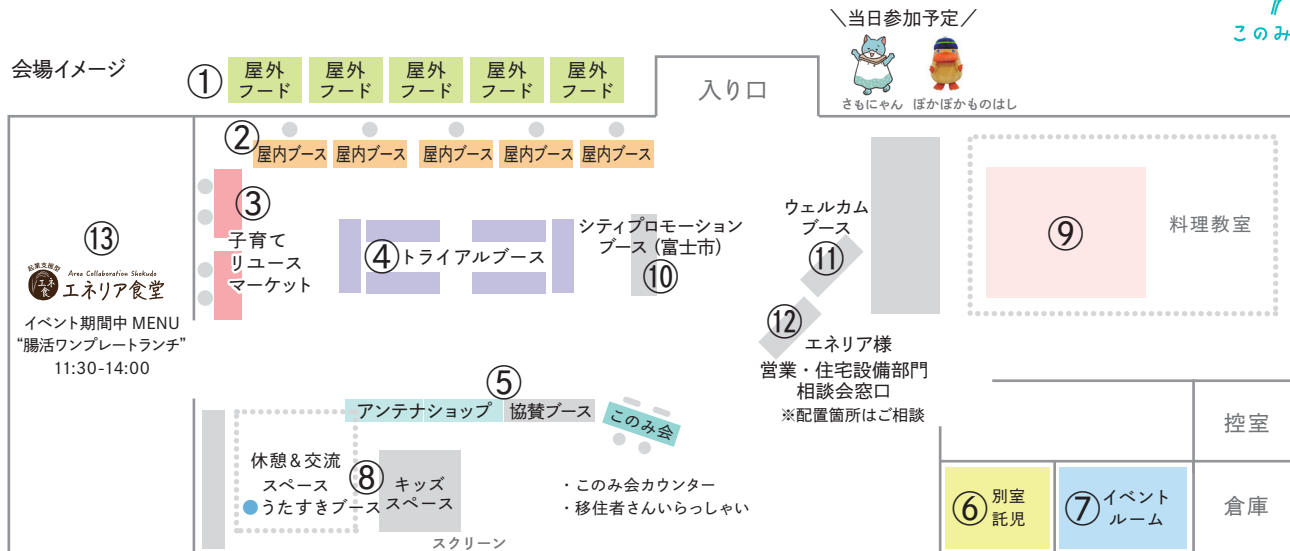 ＼当日参加予定／
このみ
会場イメージ
①
屋外
フード
屋外
フード
屋外
フード
屋外
フード
屋外
フード
入り口
さもにゃん
ぽかぽかものはし
②
屋内ブース
屋内ブース
屋内ブース
屋内ブース
屋内ブース
③
子育て
リユース
マーケット
④トライアルブース
シティプロモーション
ブース（富士市）
⑩
ウェルカム
ブース
⑪
⑨
料理教室
⑬
起業支援型
Area Collaboration Shokudo
エネ
食
エネリア食堂
イベント期間中 MENU
“腸活ワンプレートランチ”
11:30-14:00
⑫
エネリア様
営業・住宅設備部門
相談会窓口
※配置箇所はご相談
⑤
アンテナショップ
協賛ブース
このみ会
休憩＆交流
スペース
うたすきブース
⑧
キッズ
スペース
・このみ会カウンター
・移住者さんいらっしゃい
スクリーン
控室
⑥
別室
託児
⑦
イベント
ルーム
倉庫